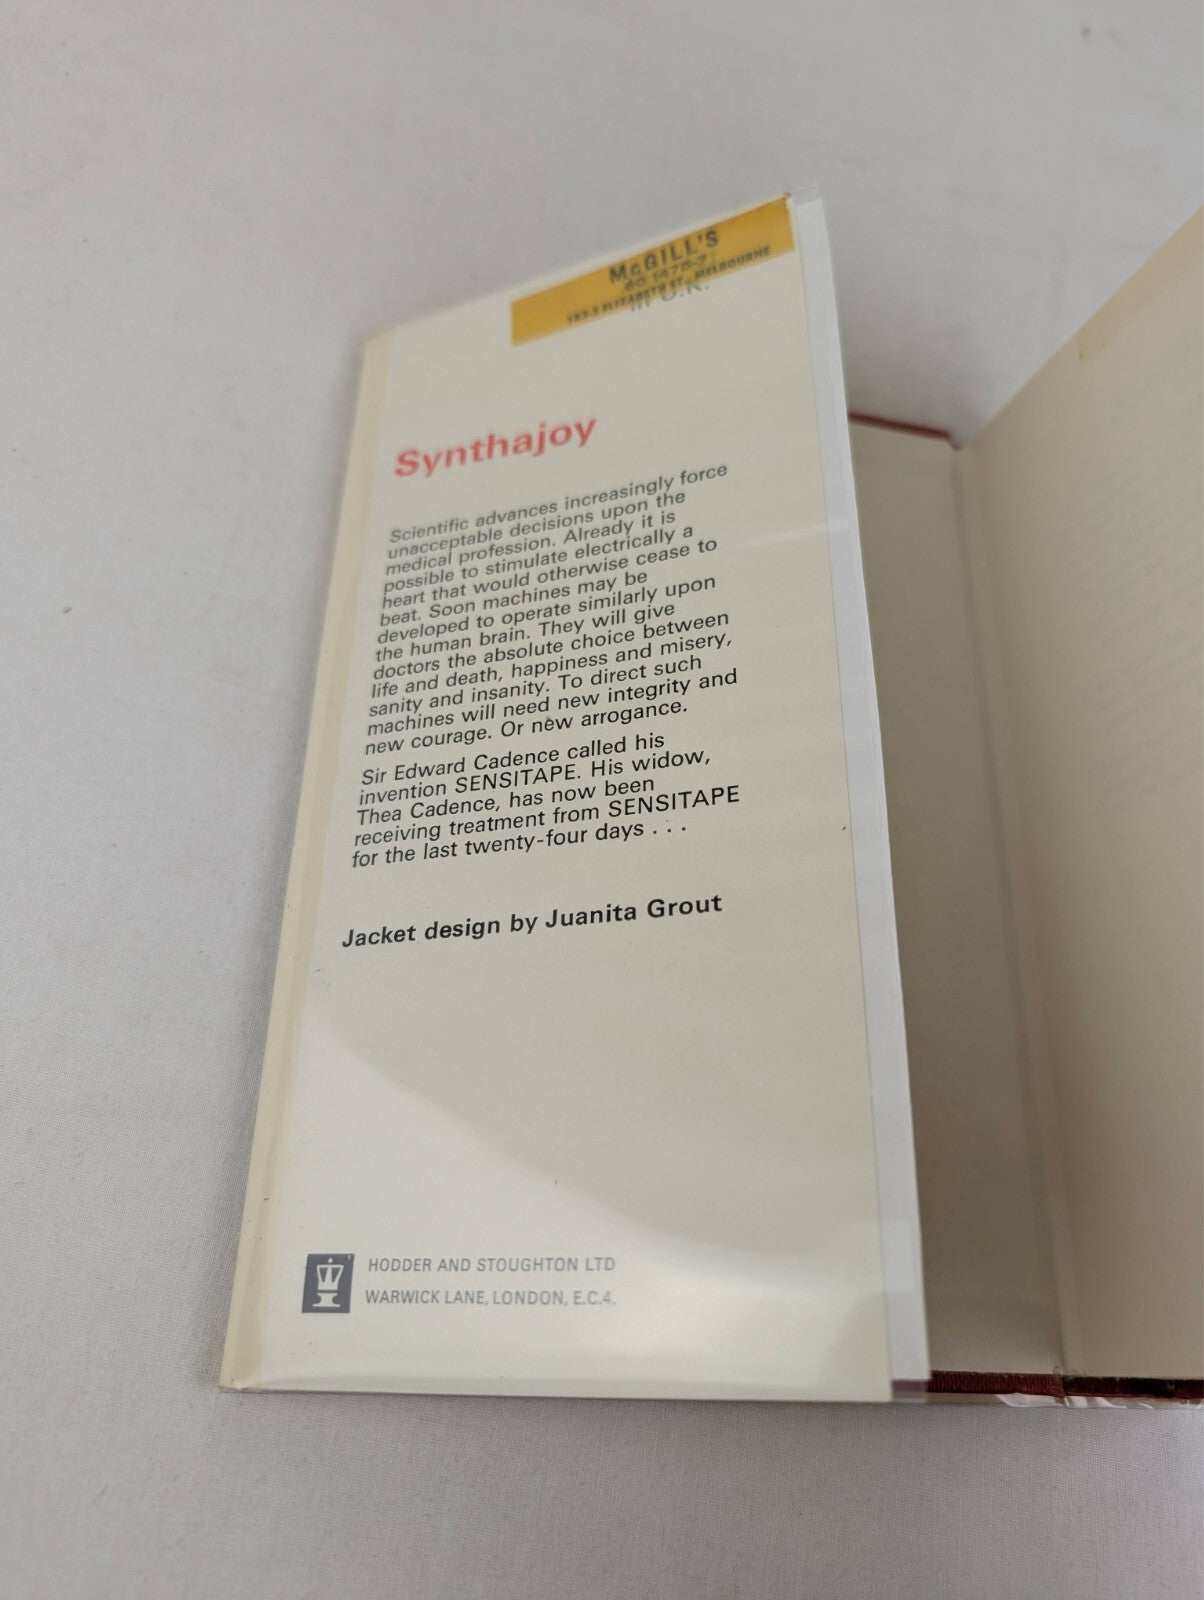 McGILL'S
ELIZABETH ST., MELBOURNE
U.K.
Synthajoy
Scientific advances increasingly force
unacceptable decisions upon the
medical profession. Already it is
possible to stimulate electrically a
heart that would otherwise cease to
beat. Soon machines may be
developed to operate similarly upon
the human brain. They will give
doctors the absolute choice between
life and death, happiness and misery,
sanity and insanity. To direct such
machines will need new integrity and
new courage. Or new arrogance.
Sir Edward Cadence called his
invention SENSITAPE. His widow,
Thea Cadence, has now been
receiving treatment from SENSITAPE
for the last twenty-four days . . .
Jacket design by Juanita Grout
HODDER AND STOUGHTON LTD
WARWICK LANE, LONDON, E.C.4.